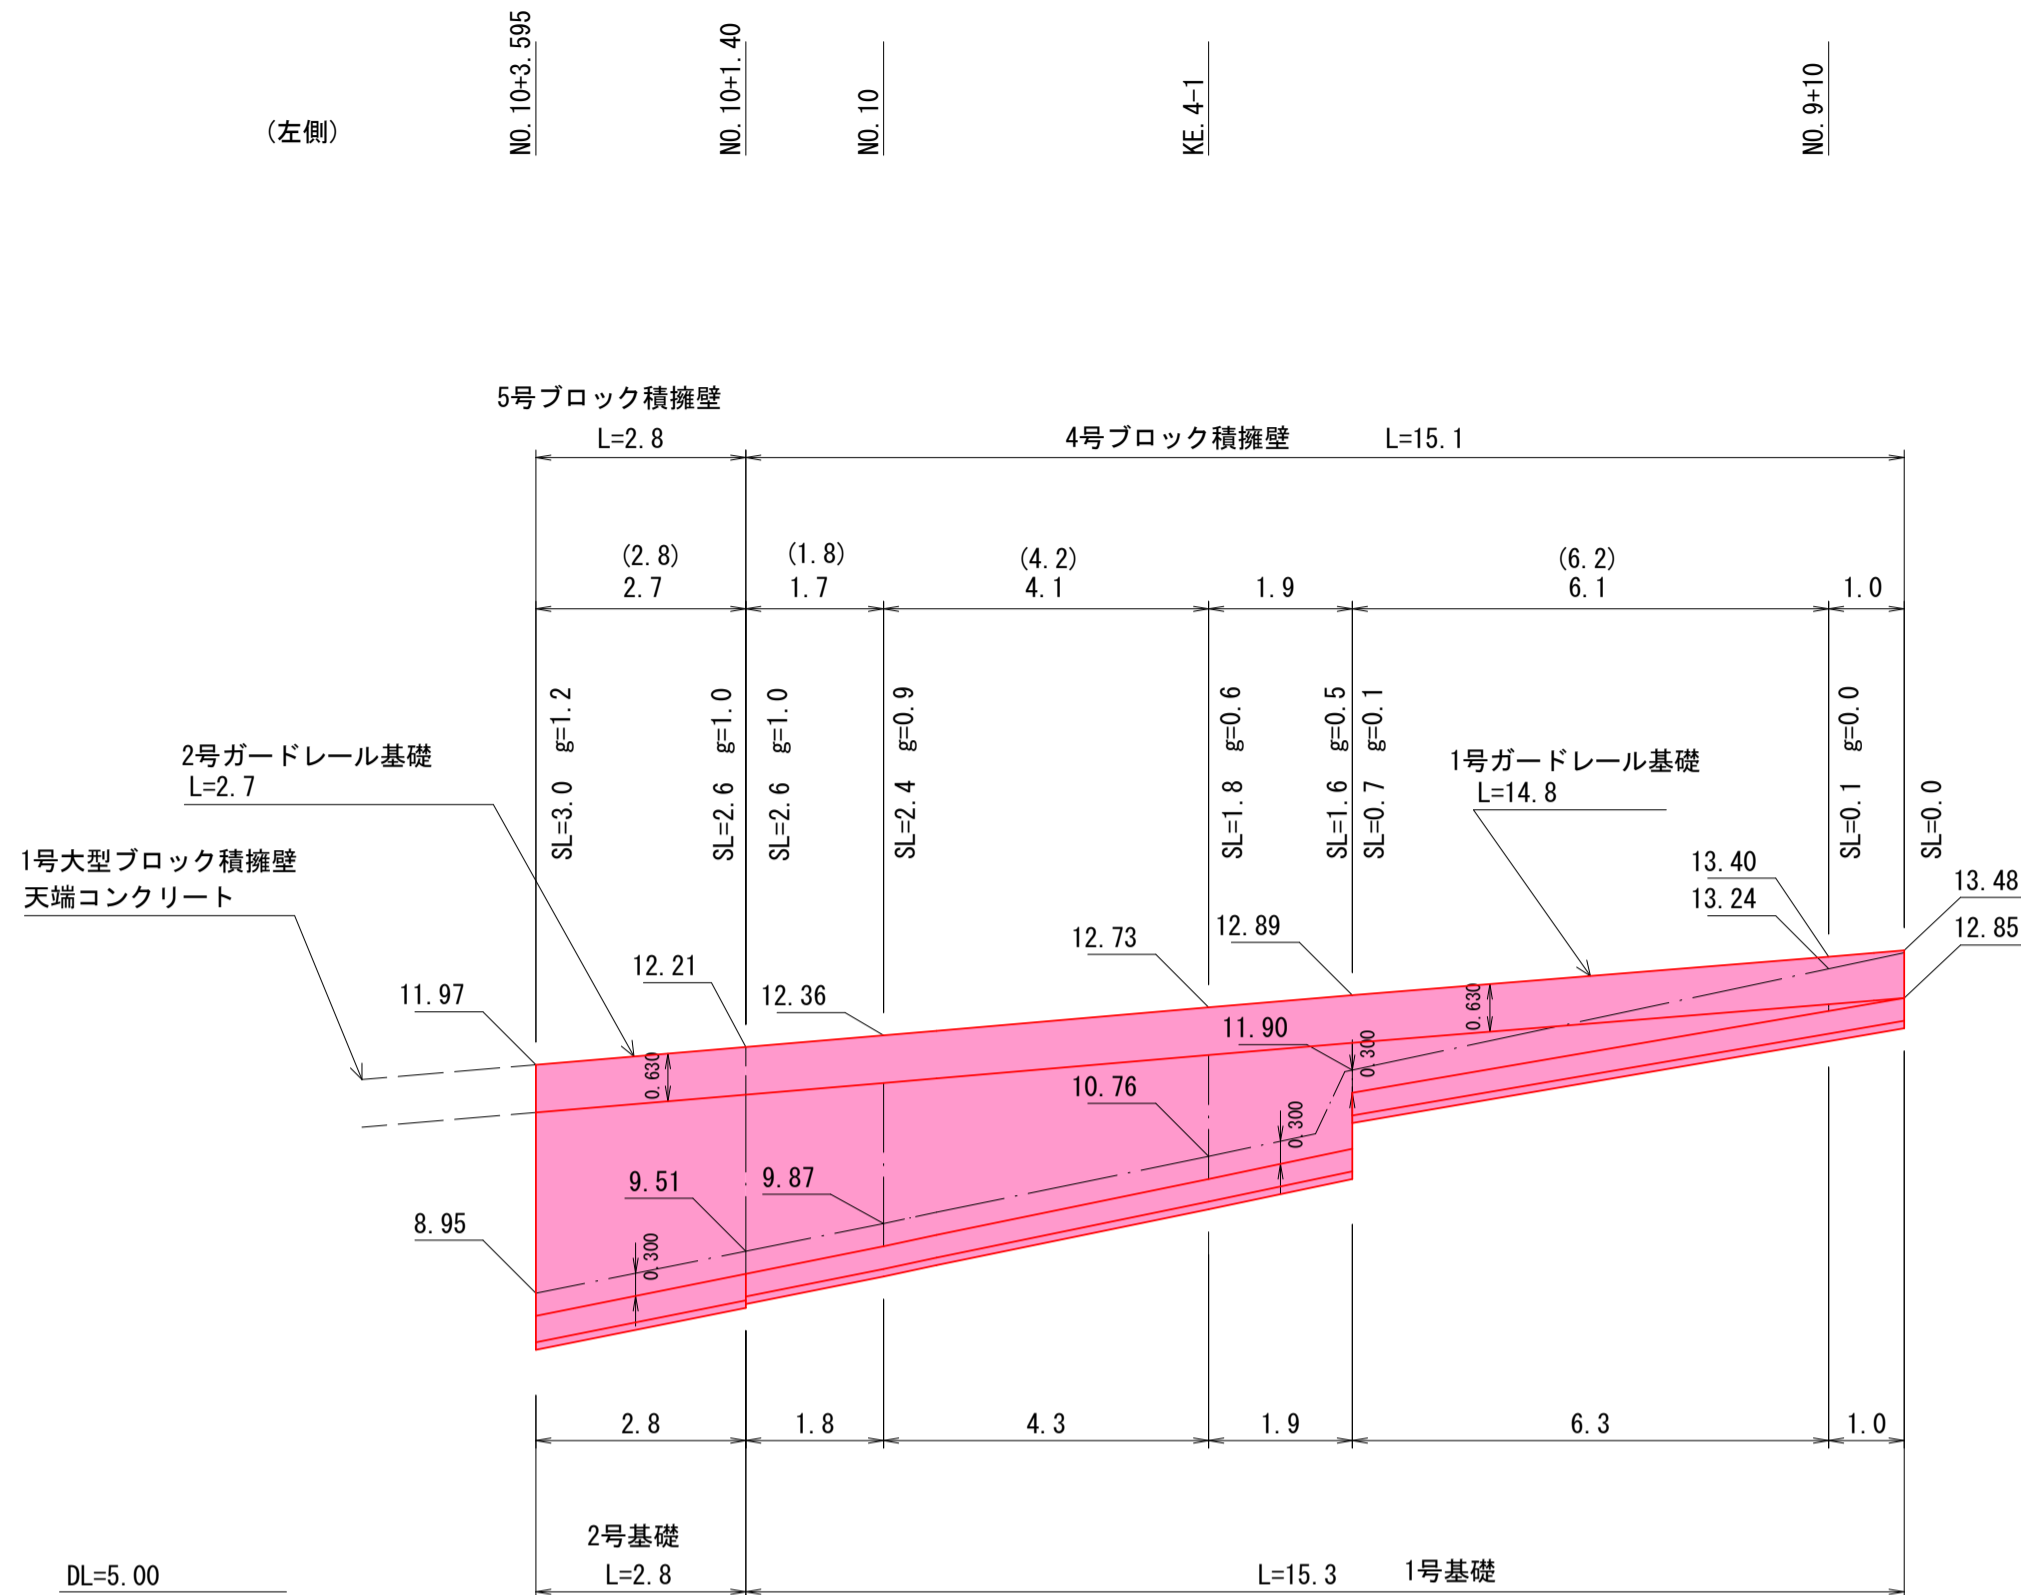 NO.10+3.595
NO.10+1.40
NO.10
KE.4-1
NO.9+10
(左側)
5号ブロック積擁壁
L=2.8
4号ブロック積擁壁 L=15.1
(2.8)
(1.8)
(4.2)
(6.2)
2.7
1.7
4.1
1.9
6.1
1.0
SL=3.0 g=1.2
SL=2.6 g=1.0
SL=2.6 g=1.0
SL=2.4 g=0.9
SL=1.8 g=0.6
SL=1.6 g=0.5
SL=0.7 g=0.1
SL=0.1 g=0.0
SL=0.0
2号ガードレール基礎
L=2.7
1号ガードレール基礎
L=14.8
1号大型ブロック積擁壁
天端コンクリート
13.40
13.24
13.48
12.85
12.73
12.89
12.21
11.97
12.36
11.90
0.630
0.630
0.300
10.76
0.300
9.51
9.87
8.95
0.300
2.8
1.8
4.3
1.9
6.3
1.0
2号基礎
L=2.8
L=15.3 1号基礎
DL=5.00